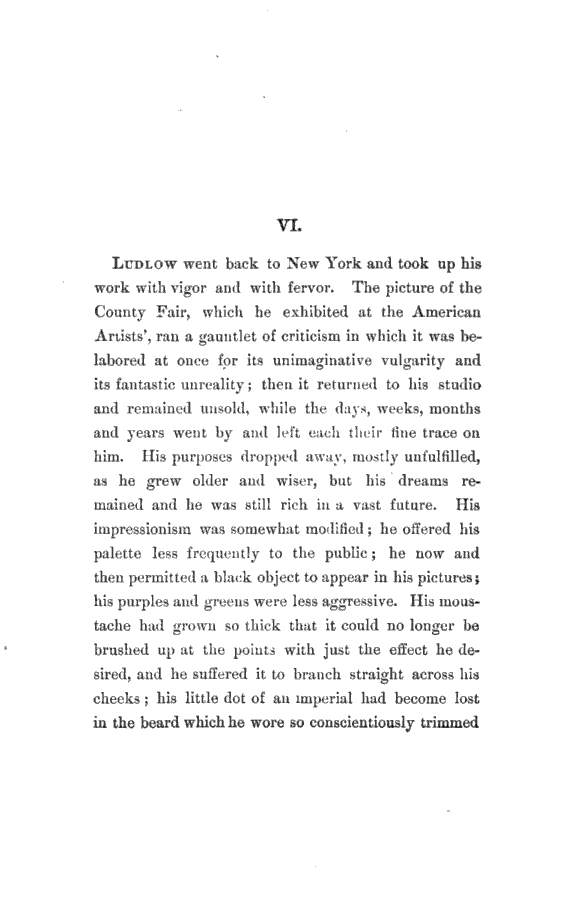 VI.
Ludlow went back to New York and took up his
work with vigor and with fervor. The picture of the
County Fair, which he exhibited at the American
Artists', ran a gauntlet of criticism in which it was be-
labored at once for its unimaginative vulgarity and
its fantastic unreality; then it returned to his studio
and remained unsold, while the days, weeks, months
and years went by and left each their fine trace on
him. His purposes dropped away, mostly unfulfilled,
as he grew older and wiser, but his dreams re-
mained and he was still rich in a vast future. His
impressionism was somewhat modified; he offered his
palette less frequently to the public; he now and
then permitted a black object to appear in his pictures;
his purples and greens were less aggressive. His mous-
tache had grown so thick that it could no longer be
brushed up at the points with just the effect he de-
sired, and he suffered it to branch straight across his
cheeks; his little dot of an imperial had become lost
in the beard which he wore so conscientiously trimmed